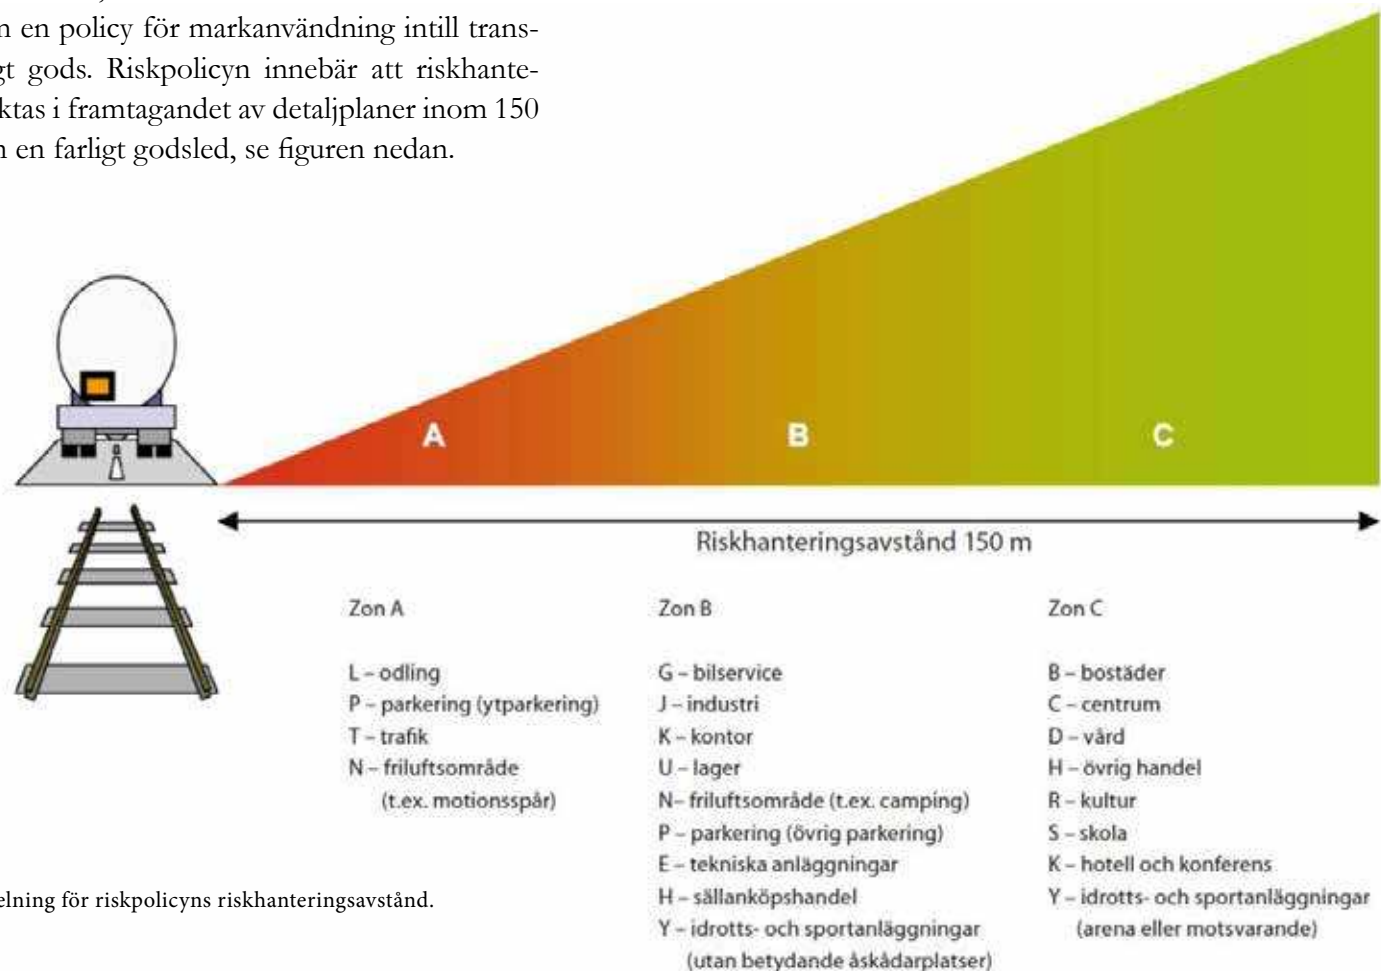 n en policy för markanvändning intill trans-
gt gods. Riskpolicyn innebär att riskhante-
ktas i framtagandet av detaljplaner inom 150
n en farligt godsled, se figuren nedan.
A
B
C
Riskhanteringsavstånd 150 m
Zon A
L – odling
P – parkering (ytparkering)
T – trafik
N – friluftsområde
(t.ex. motionsspår)
Zon B
G – bilservice
J – industri
K – kontor
U – lager
N– friluftsområde (t.ex. camping)
P – parkering (övrig parkering)
E – tekniska anläggningar
H – sällanköpshandel
Y – idrotts- och sportanläggningar
(utan betydande åskådarplatser)
Zon C
B – bostäder
C – centrum
D – vård
H – övrig handel
R – kultur
S – skola
K – hotell och konferens
Y – idrotts- och sportanläggningar
(arena eller motsvarande)
elning för riskpolicyns riskhanteringsavstånd.